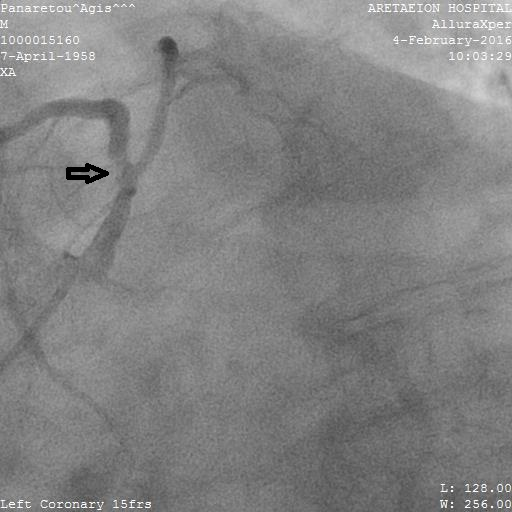 Panaretou^Agis^^^
M
1000015160
7-April-1958
XA
ARETAEION HOSPITAL
AlluraXper
4-February-2016
10:03:29
Left Coronary 15frs
L: 128.00
W: 256.00